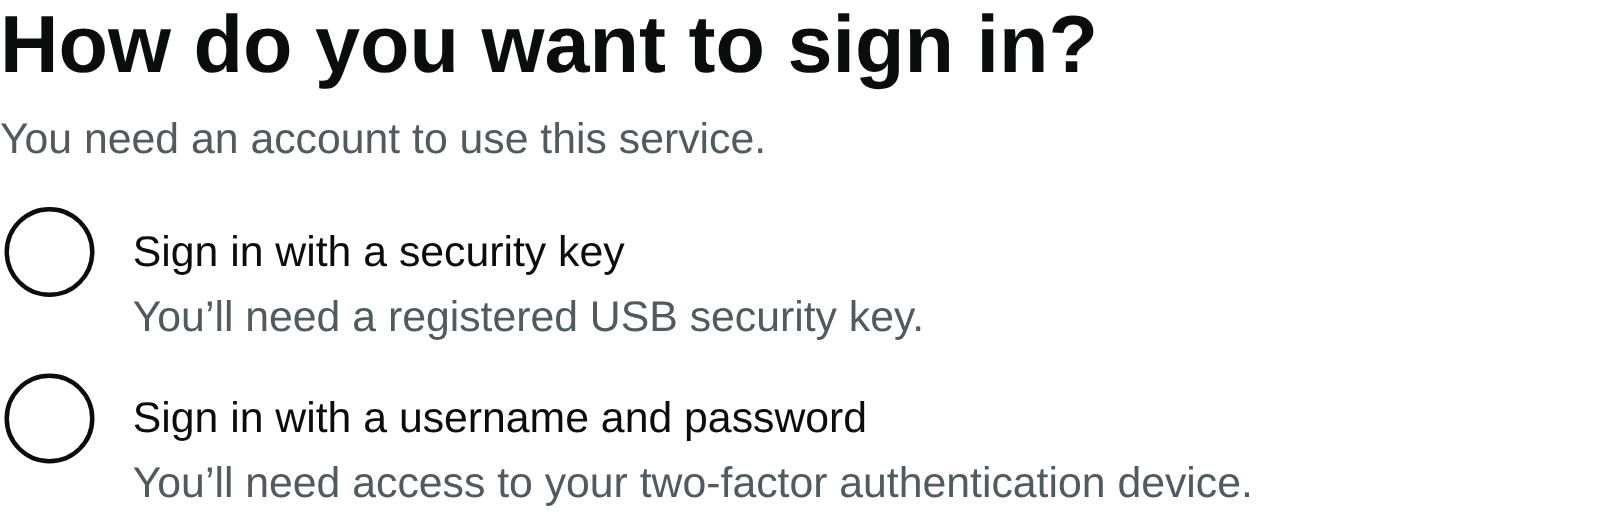 How do you want to sign in?
You need an account to use this service.
Sign in with a security key
You’ll need a registered USB security key.
Sign in with a username and password
You’ll need access to your two-factor authentication device.